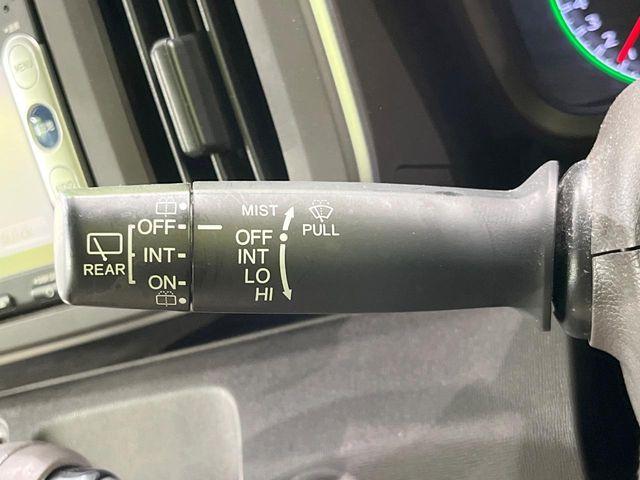 MENU
REAR
OFF
INT
ON
MIST
OFF
INT
LO
HI
PULL